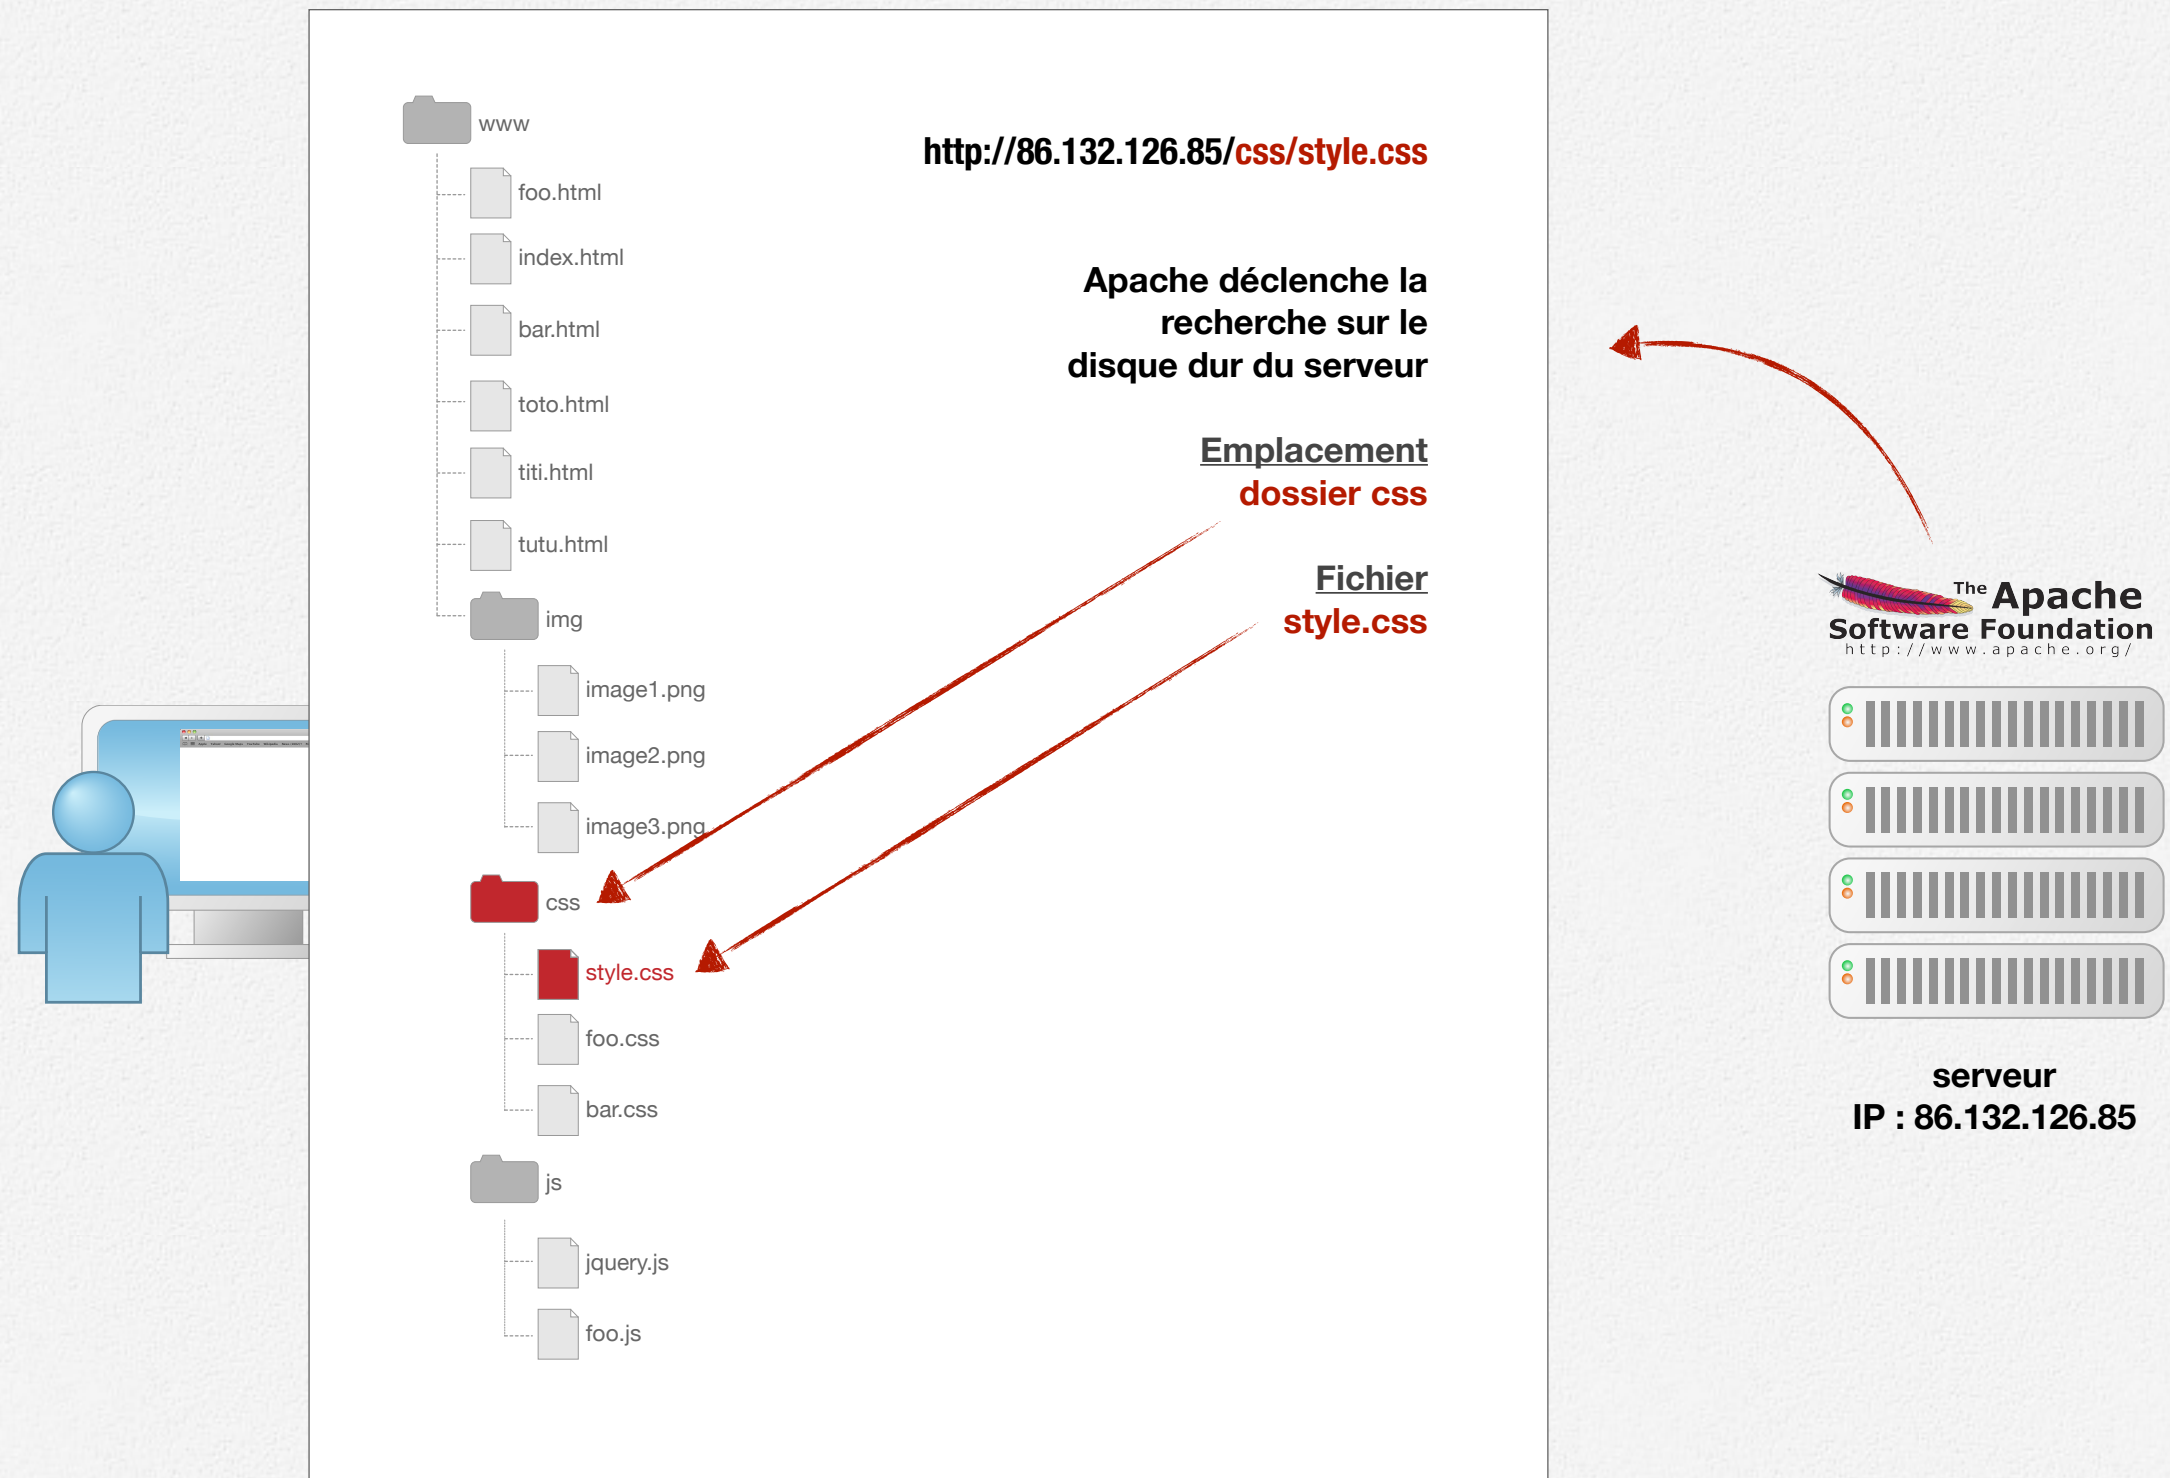 www
foo.html
index.html
bar.html
toto.html
titi.html
tutu.html
img
image1.png
image2.png
image3.png
css
style.css
foo.css
bar.css
js
jquery.js
foo.js
http://86.132.126.85/css/style.css
Apache déclenche la
recherche sur le
disque dur du serveur
Emplacement
dossier css
Fichier
style.css
The Apache
Software Foundation
http://www.apache.org/
serveur
IP : 86.132.126.85